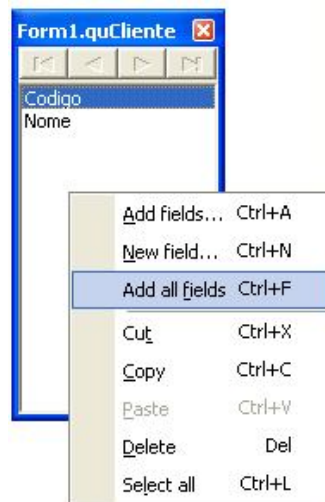 Form1.quCliente
Codigo
Nome
Add fields... Ctrl+A
New field... Ctrl+N
Add all fields Ctrl+F
Cut Ctrl+X
Copy Ctrl+C
Paste Ctrl+V
Delete Del
Select all Ctrl+L